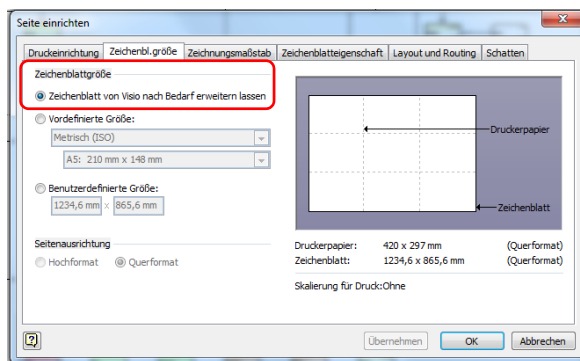 Seite einrichten
Druckeinrichtung Zeichenbl.größe Zeichnungsmaßstab Zeichenblatteigenschaft Layout und Routing Schatten
Zeichenblattgröße
Zeichenblatt von Visio nach Bedarf erweitern lassen
Vordefinierte Größe:
Metrisch (ISO)
A5: 210 mm x 148 mm
Benutzerdefinierte Größe:
1234,6 mm x 865,6 mm
Seitenausrichtung
Hochformat Querformat
Druckerpapier
Zeichenblatt
Druckerpapier: 420 x 297 mm (Querformat)
Zeichenblatt: 1234,6 x 865,6 mm (Querformat)
Skalierung für Druck:Ohne
Übernehmen OK Abbrechen